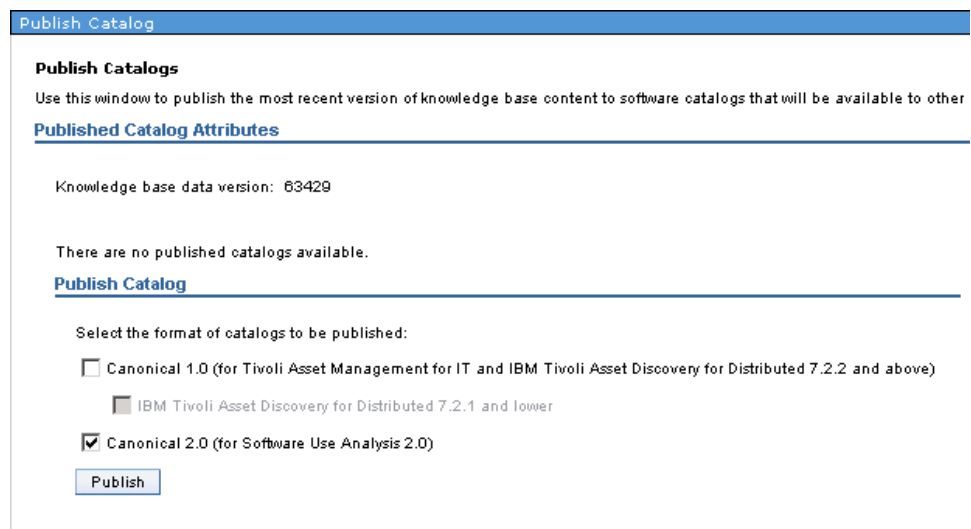 Publish Catalog
Publish Catalogs
Use this window to publish the most recent version of knowledge base content to software catalogs that will be available to other
Published Catalog Attributes
Knowledge base data version: 63429
There are no published catalogs available.
Publish Catalog
Select the format of catalogs to be published:
Canonical 1.0 (for Tivoli Asset Management for IT and IBM Tivoli Asset Discovery for Distributed 7.2.2 and above)
IBM Tivoli Asset Discovery for Distributed 7.2.1 and lower
Canonical 2.0 (for Software Use Analysis 2.0)
Publish